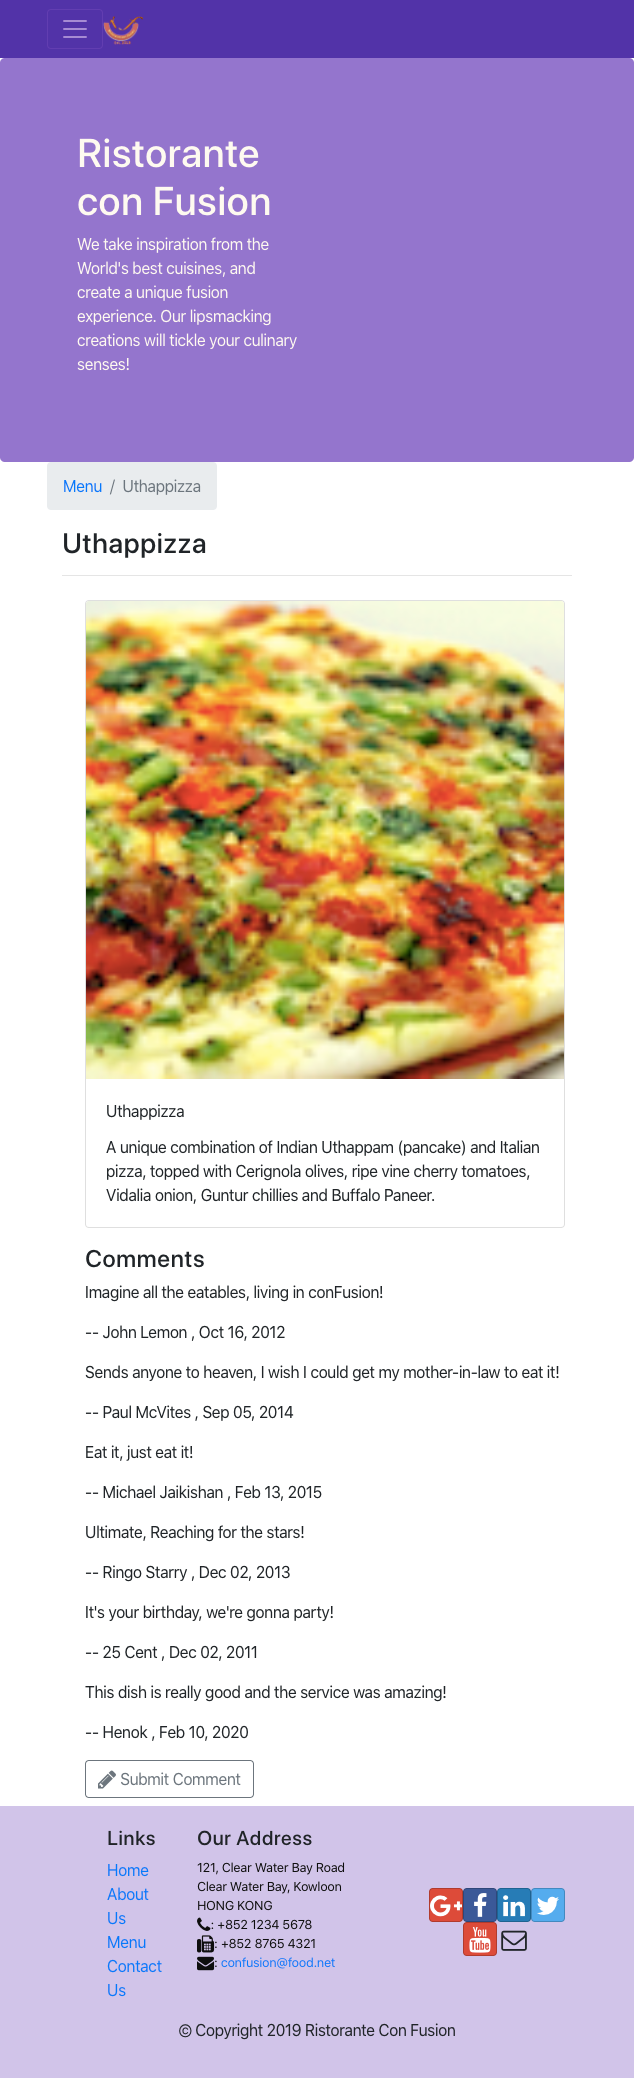 Ristorante
con Fusion
We take inspiration from the
World's best cuisines, and
create a unique fusion
experience. Our lipsmacking
creations will tickle your culinary
senses!
Menu / Uthappizza
Uthappizza
Uthappizza
A unique combination of Indian Uthappam (pancake) and Italian
pizza, topped with Cerignola olives, ripe vine cherry tomatoes,
Vidalia onion, Guntur chillies and Buffalo Paneer.
Comments
Imagine all the eatables, living in conFusion!
-- John Lemon , Oct 16, 2012
Sends anyone to heaven, I wish I could get my mother-in-law to eat it!
-- Paul McVites , Sep 05, 2014
Eat it, just eat it!
-- Michael Jaikishan , Feb 13, 2015
Ultimate, Reaching for the stars!
-- Ringo Starry , Dec 02, 2013
It's your birthday, we're gonna party!
-- 25 Cent , Dec 02, 2011
This dish is really good and the service was amazing!
-- Henok , Feb 10, 2020
Submit Comment
Links
Home
About
Us
Menu
Contact
Us
Our Address
121, Clear Water Bay Road
Clear Water Bay, Kowloon
HONG KONG
: +852 1234 5678
: +852 8765 4321
: confusion@food.net
G+ f in
You
Tube
© Copyright 2019 Ristorante Con Fusion